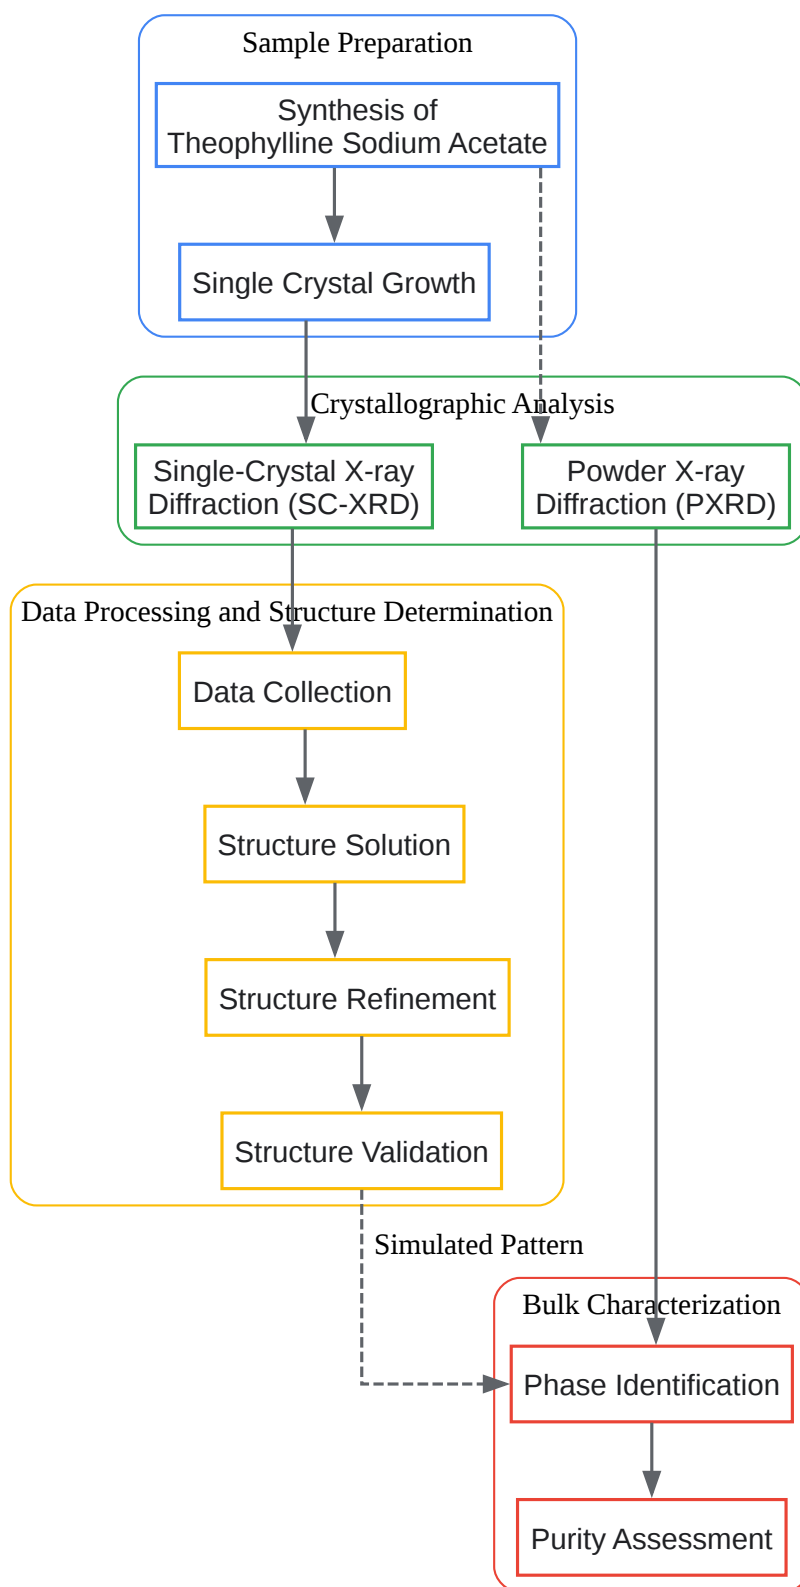 Sample Preparation
Synthesis of
Theophylline Sodium Acetate
Single Crystal Growth
Crystallographic Analysis
Single-Crystal X-ray
Diffraction (SC-XRD)
Powder X-ray
Diffraction (PXRD)
Data Processing and Structure Determination
Data Collection
Structure Solution
Structure Refinement
Structure Validation
Simulated Pattern
Bulk Characterization
Phase Identification
Purity Assessment